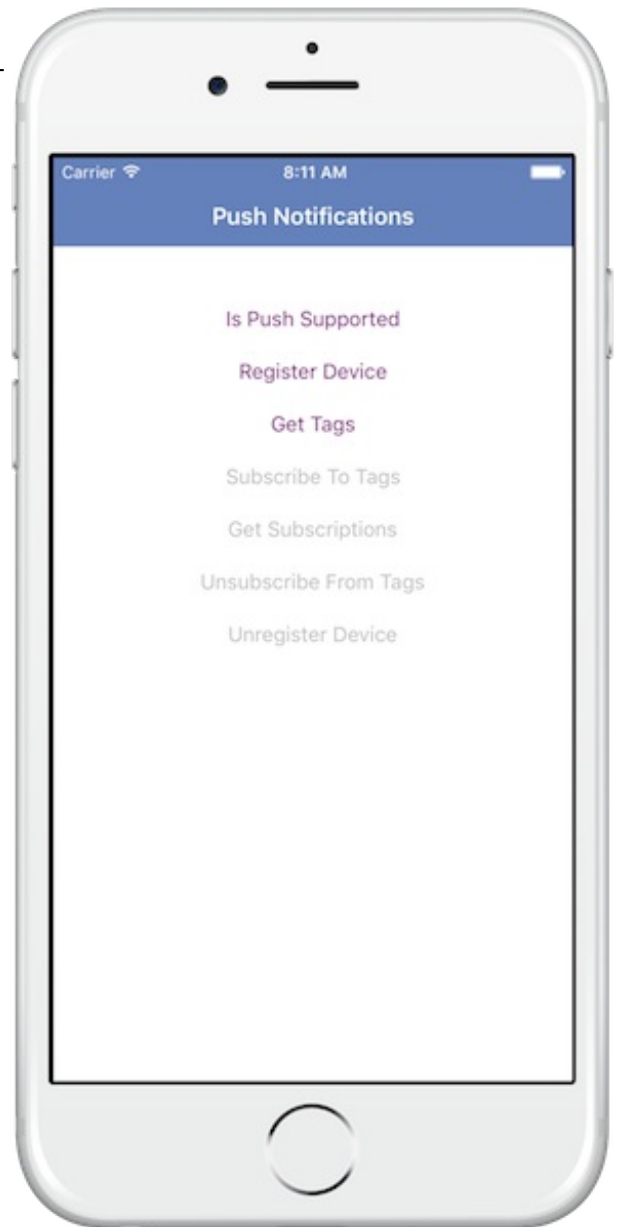 Carrier
8:11 AM
Push Notifications
Is Push Supported
Register Device
Get Tags
Subscribe To Tags
Get Subscriptions
Unsubscribe From Tags
Unregister Device